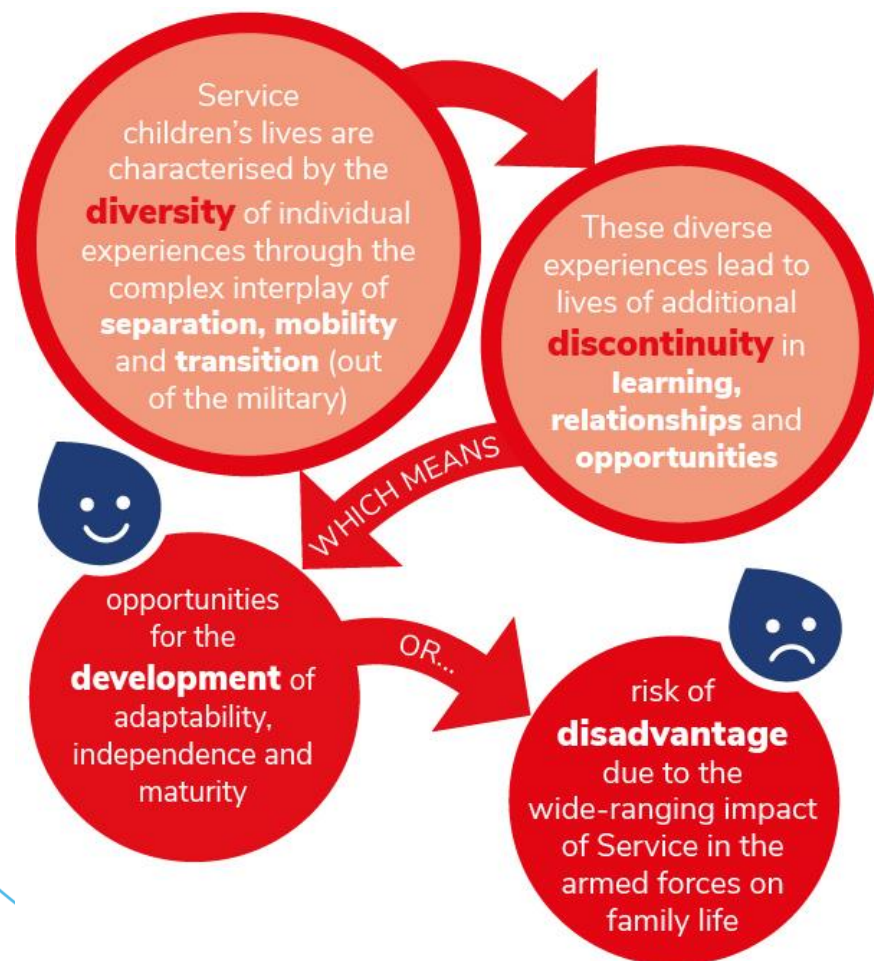 Service
children's lives are
characterised by the
diversity of individual
experiences through the
complex interplay of
separation, mobility
and transition (out
of the military)
These diverse
experiences lead to
lives of additional
discontinuity in
learning,
relationships and
opportunities
WHICH MEANS
opportunities
for the
development of
adaptability,
independence and
maturity
OR...
risk of
disadvantage
due to the
wide-ranging impact
of Service in the
armed forces on
family life